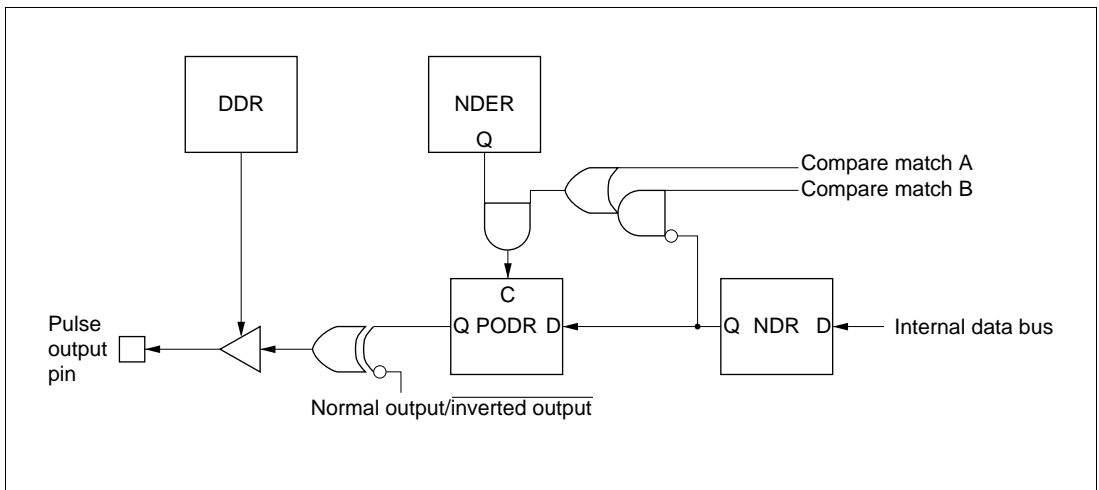 DDR
NDER
Q
Compare match A
Compare match B
C
Q PODR D
Q NDR D
Internal data bus
Pulse
output
pin
Normal output/inverted output